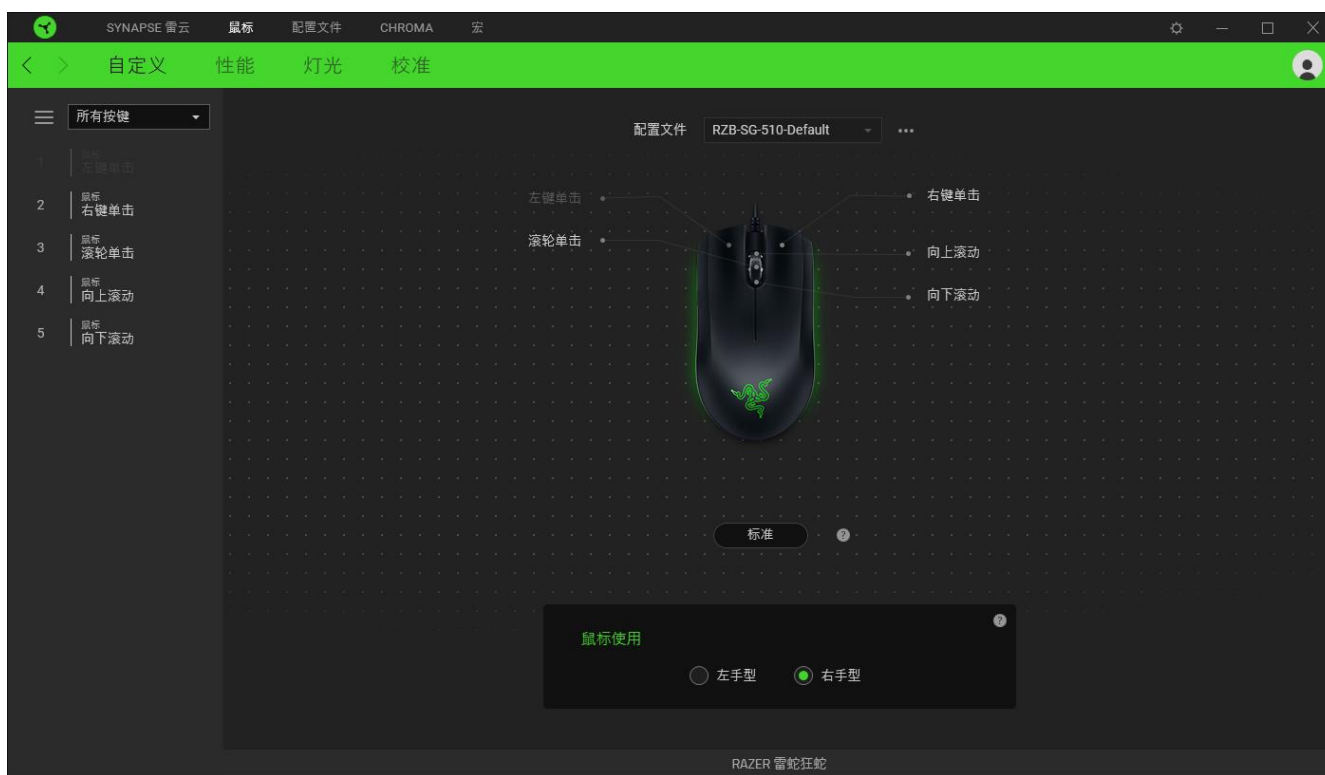 SYNAPSE 雷云 鼠标 配置文件 CHROMA 宏
自定义 性能 灯光 校准
所有按键
配置文件 RZB-SG-510-Default
1 鼠标
左键单击
2 鼠标
右键单击
3 鼠标
滚轮单击
4 鼠标
向上滚动
5 鼠标
向下滚动
左键单击
右键单击
滚轮单击
向上滚动
向下滚动
标准 ?
?
鼠标使用
左手型 右手型
RAZER 雷蛇狂蛇